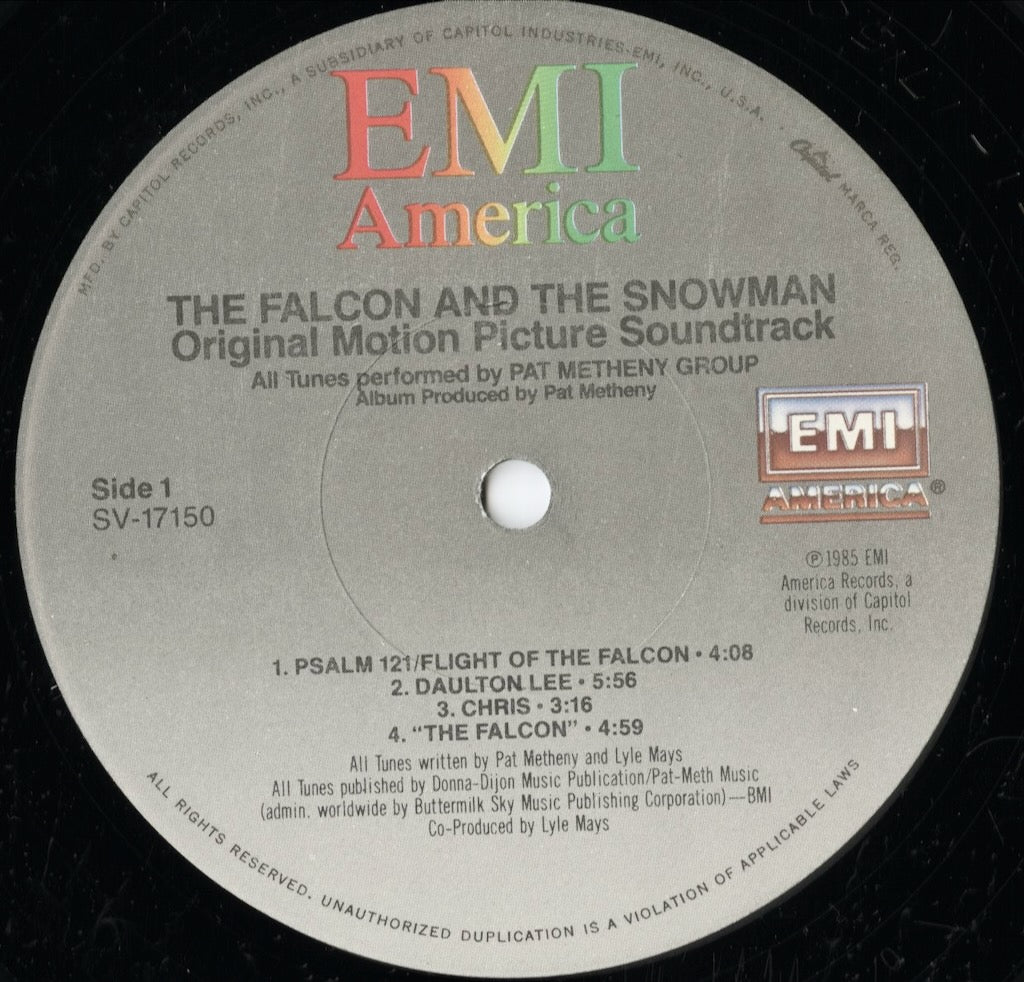 MFD. BY CAPITOL RECORDS, INC., A SUBSIDIARY OF CAPITOL INDUSTRIES-EMI, INC., U.S.A. · Capitol MARCA REG.
EMI
America
THE FALCON AND THE SNOWMAN
Original Motion Picture Soundtrack
All Tunes performed by PAT METHENY GROUP
Album Produced by Pat Metheny
EMI
AMERICA®
Side 1
SV-17150
℗ 1985 EMI
America Records, a
division of Capitol
Records, Inc.
1. PSALM 121/FLIGHT OF THE FALCON • 4:08
2. DAULTON LEE • 5:56
3. CHRIS • 3:16
4. “THE FALCON” • 4:59
All Tunes written by Pat Metheny and Lyle Mays
All Tunes published by Donna-Dijon Music Publication/Pat-Meth Music
(admin. worldwide by Buttermilk Sky Music Publishing Corporation)—BMI
Co-Produced by Lyle Mays
ALL RIGHTS RESERVED. UNAUTHORIZED DUPLICATION IS A VIOLATION OF APPLICABLE LAWS